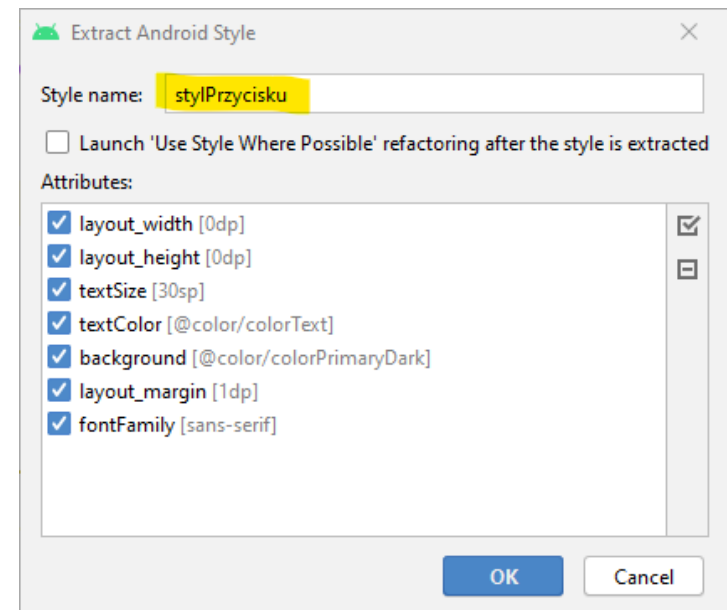 Extract Android Style
Style name: stylPrzycisku
Launch 'Use Style Where Possible' refactoring after the style is extracted
Attributes:
layout_width [0dp]
layout_height [0dp]
textSize [30sp]
textColor [@color/colorText]
background [@color/colorPrimaryDark]
layout_margin [1dp]
fontFamily [sans-serif]
OK Cancel